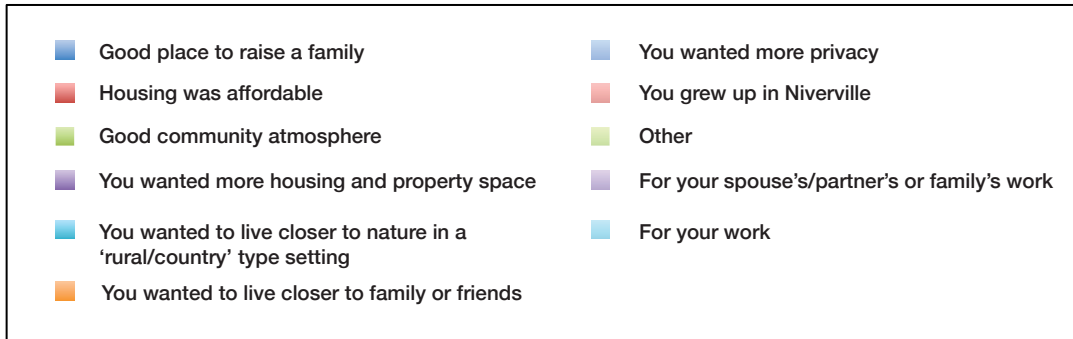 Good place to raise a family
Housing was affordable
Good community atmosphere
You wanted more housing and property space
You wanted to live closer to nature in a
‘rural/country’ type setting
You wanted to live closer to family or friends
You wanted more privacy
You grew up in Niverville
Other
For your spouse’s/partner’s or family’s work
For your work